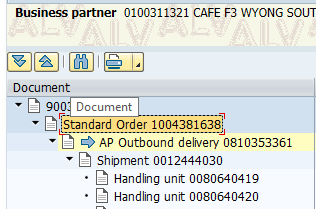 Business partner 0100311321 CAFE F3 WYONG SOUT
Document
9003
Document
Standard Order 1004381638
AP Outbound delivery 0810353361
Shipment 0012444030
Handling unit 0080640419
Handling unit 0080640420